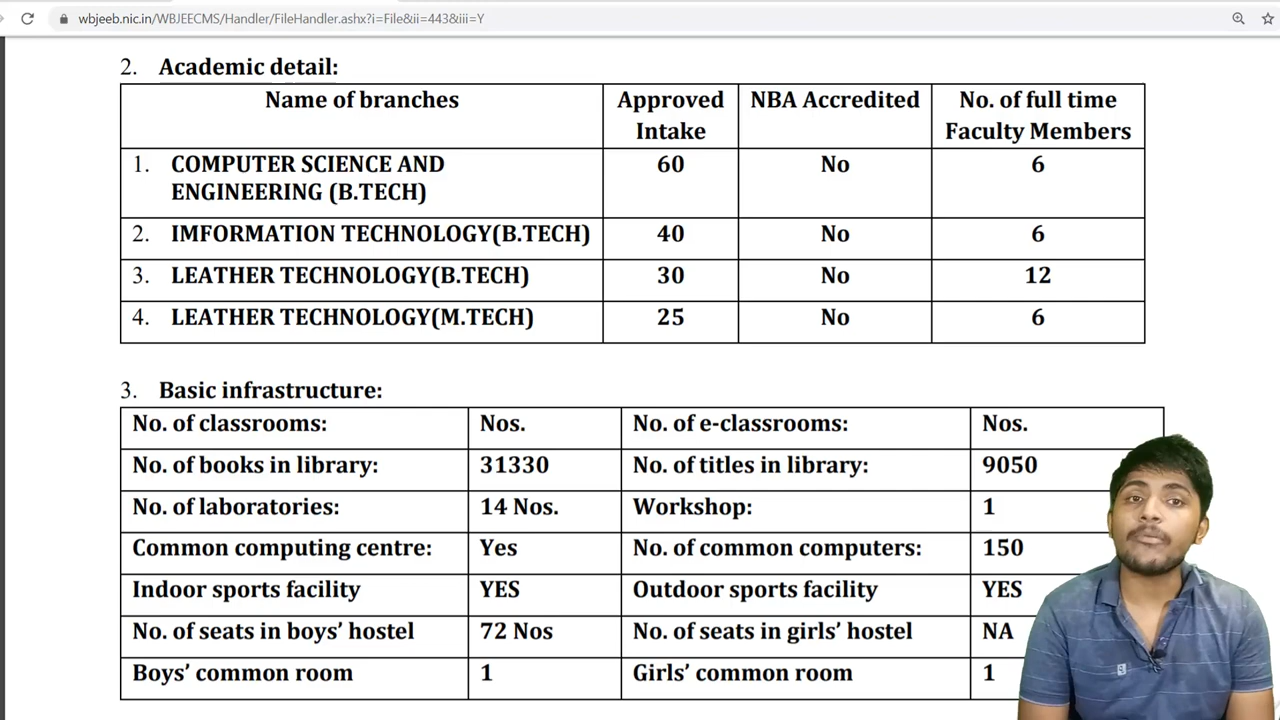 wbjeeb.nic.in/WBJEECMS/Handler/FileHandler.ashx?i=File&ii=443&iii=Y
2. Academic detail:
Name of branches Approved Intake NBA Accredited No. of full time Faculty Members
1. COMPUTER SCIENCE AND ENGINEERING (B.TECH) 60 No 6
2. IMFORMATION TECHNOLOGY(B.TECH) 40 No 6
3. LEATHER TECHNOLOGY(B.TECH) 30 No 12
4. LEATHER TECHNOLOGY(M.TECH) 25 No 6
3. Basic infrastructure:
No. of classrooms: Nos. No. of e-classrooms: Nos.
No. of books in library: 31330 No. of titles in library: 9050
No. of laboratories: 14 Nos. Workshop: 1
Common computing centre: Yes No. of common computers: 150
Indoor sports facility YES Outdoor sports facility YES
No. of seats in boys’ hostel 72 Nos No. of seats in girls’ hostel NA
Boys’ common room 1 Girls’ common room 1